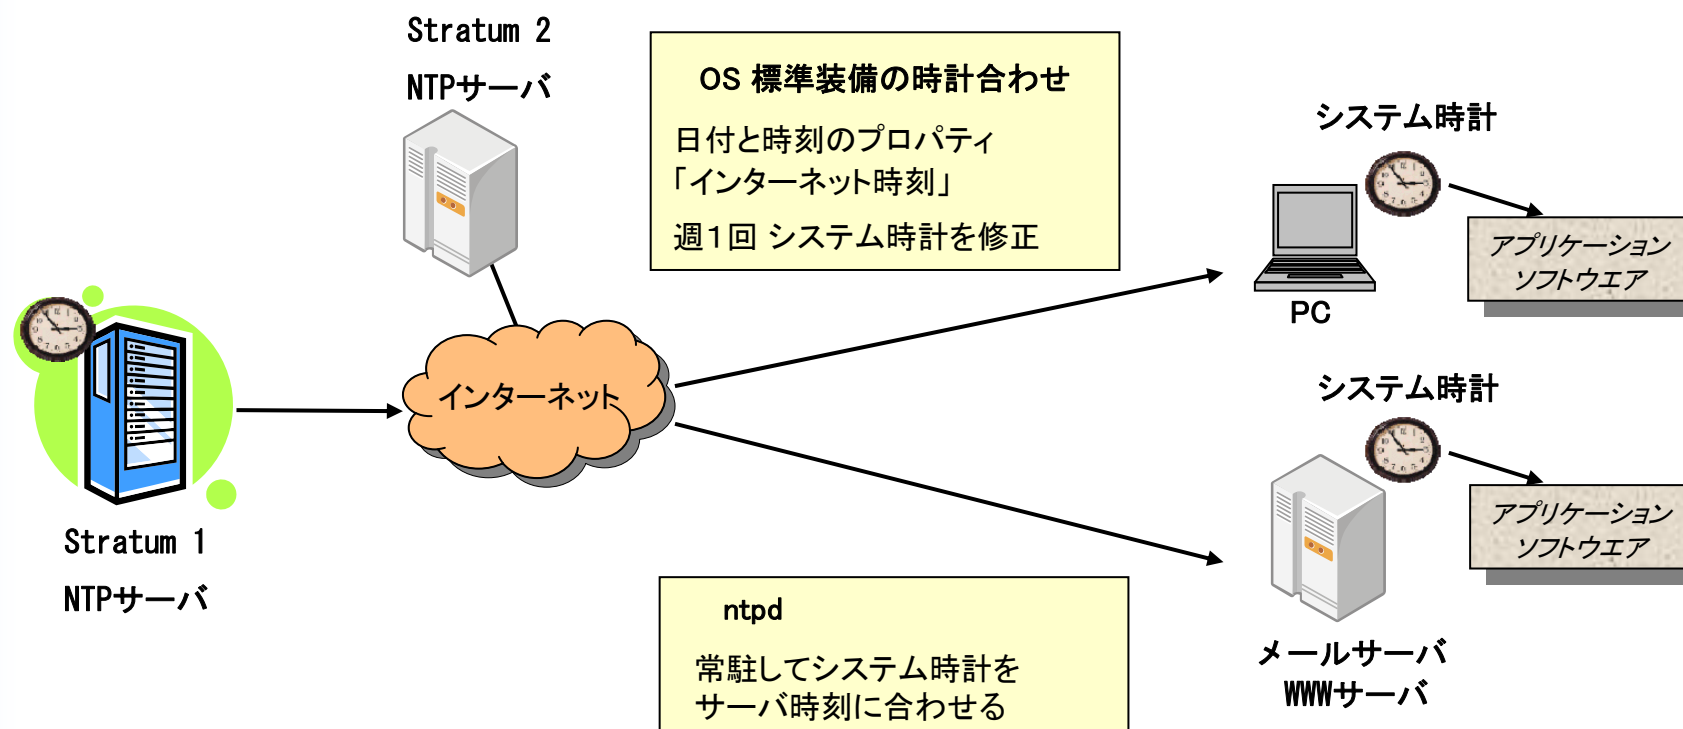 Stratum 2
NTPサーバ
OS 標準装備の時計合わせ
日付と時刻のプロパティ
「インターネット時刻」
週１回 システム時計を修正
システム時計
アプリケーション
ソフトウエア
PC
インターネット
Stratum 1
NTPサーバ
システム時計
アプリケーション
ソフトウエア
メールサーバ
WWWサーバ
ntpd
常駐してシステム時計を
サーバ時刻に合わせる